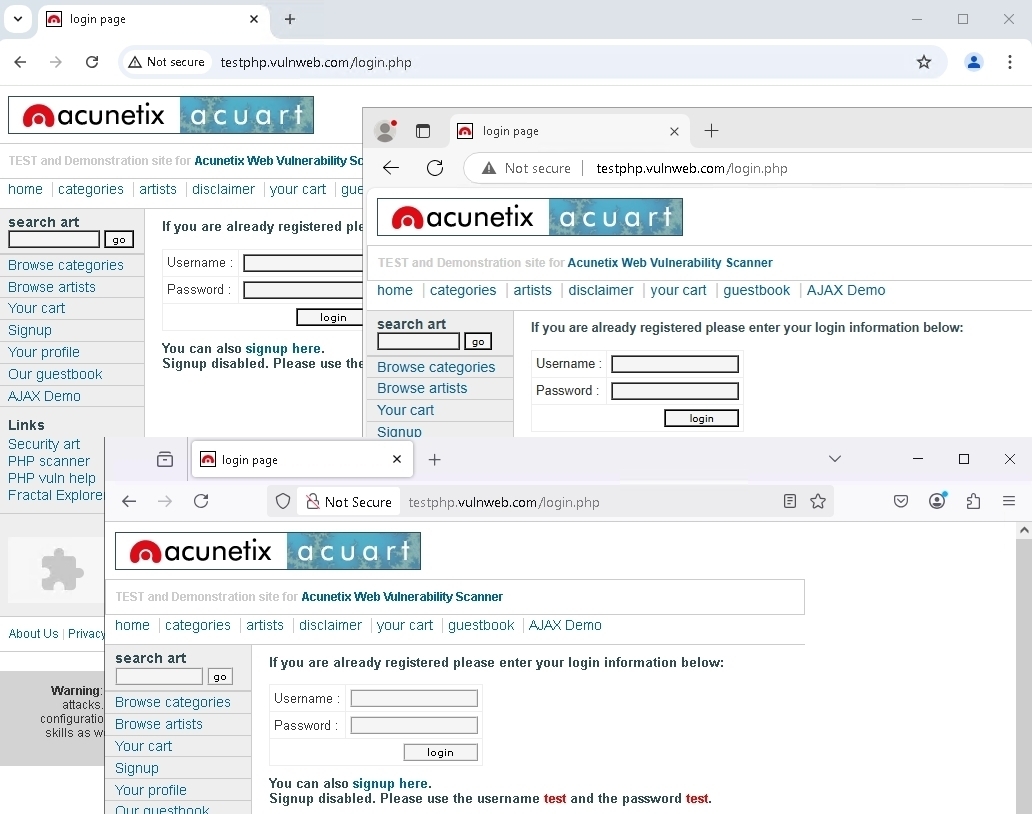 login page
Not secure testphp.vulnweb.com/login.php
acunetix acuart
TEST and Demonstration site for Acunetix Web Vulnerability Sc
home categories artists disclaimer your cart gue
search art
go
Browse categories
Browse artists
Your cart
Signup
Your profile
Our guestbook
AJAX Demo
Links
Security art
PHP scanner
PHP vuln help
Fractal Explorer
If you are already registered ple
Username :
Password :
login
You can also signup here.
Signup disabled. Please use the
About Us Privacy
Warning:
attacks.
configuratio
skills as w
login page
Not secure testphp.vulnweb.com/login.php
acunetix acuart
TEST and Demonstration site for Acunetix Web Vulnerability Scanner
home categories artists disclaimer your cart guestbook AJAX Demo
search art
go
Browse categories
Browse artists
Your cart
Signup
If you are already registered please enter your login information below:
Username :
Password :
login
login page
Not Secure testphp.vulnweb.com/login.php
acunetix acuart
TEST and Demonstration site for Acunetix Web Vulnerability Scanner
home categories artists disclaimer your cart guestbook AJAX Demo
search art
go
Browse categories
Browse artists
Your cart
Signup
Your profile
Our guestbook
If you are already registered please enter your login information below:
Username :
Password :
login
You can also signup here.
Signup disabled. Please use the username test and the password test.